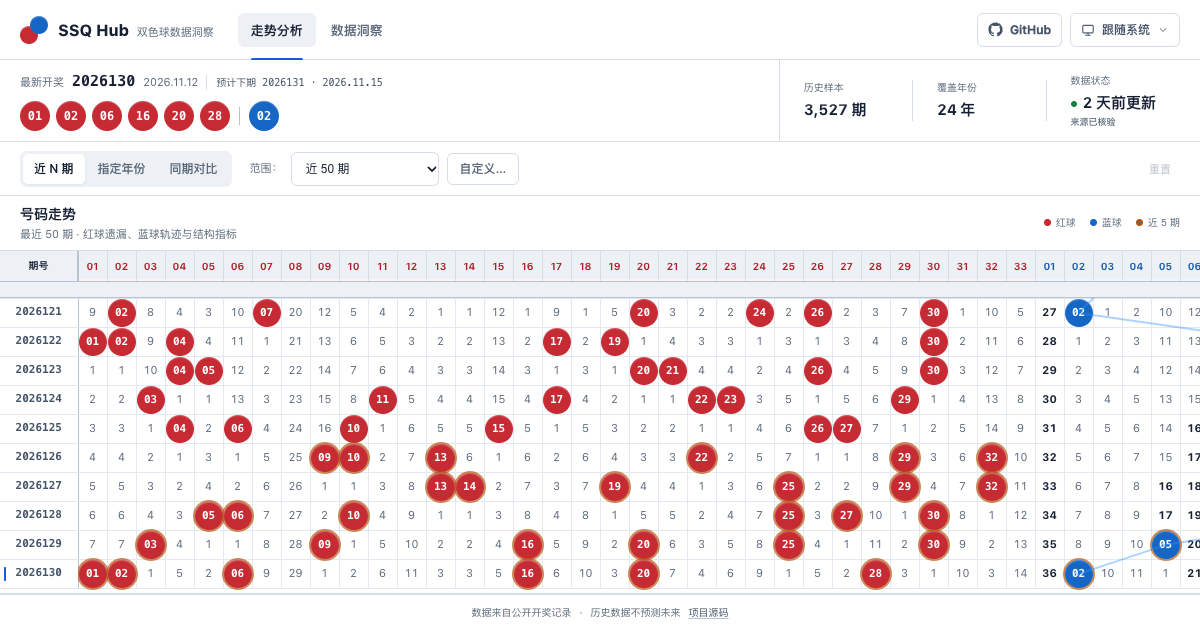 SSQ Hub 双色球数据洞察 走势分析 数据洞察 GitHub 跟随系统
最新开奖 2026130 2026.11.12 预计下期 2026131 · 2026.11.15
01 02 06 16 20 28 02
历史样本
3,527 期
覆盖年份
24 年
数据状态
2 天前更新
来源已核验
近 N 期 指定年份 同期对比 范围: 近 50 期 自定义... 重置
号码走势
最近 50 期 · 红球遗漏、蓝球轨迹与结构指标
红球 蓝球 近 5 期
期号 01 02 03 04 05 06 07 08 09 10 11 12 13 14 15 16 17 18 19 20 21 22 23 24 25 26 27 28 29 30 31 32 33 01 02 03 04 05 06
2026121 9 02 8 4 3 10 07 20 12 5 4 2 1 1 12 1 9 1 5 20 3 2 2 24 2 26 3 7 30 1 10 5 27 02 1 2 10 12
2026122 01 02 9 04 4 11 1 21 13 6 5 3 2 2 13 2 17 2 19 1 4 3 3 1 3 1 3 4 8 30 2 11 6 28 1 2 3 11 13
2026123 1 1 10 04 05 12 2 22 14 7 6 4 3 3 14 3 1 3 1 20 21 4 4 2 4 26 4 5 9 30 3 12 7 29 2 3 4 12 14
2026124 2 2 03 1 1 13 3 23 15 8 11 5 4 4 15 4 17 4 2 1 1 22 23 3 5 1 5 6 29 1 4 13 8 30 3 4 5 13 15
2026125 3 3 1 04 2 06 4 24 16 10 1 6 5 5 15 5 1 5 3 2 2 1 1 4 6 26 27 7 1 2 5 14 9 31 4 5 6 14 16
2026126 4 4 2 1 3 1 5 25 09 10 2 7 13 6 1 6 2 6 4 3 3 22 2 5 7 1 1 8 29 3 6 32 10 32 5 6 7 15 17
2026127 5 5 3 2 4 2 6 26 1 1 3 8 13 14 2 7 3 7 19 4 4 1 3 6 25 2 2 9 29 4 7 32 11 33 6 7 8 16 18
2026128 6 6 4 3 05 06 7 27 2 10 4 9 1 1 3 8 4 8 1 5 5 2 4 7 25 3 27 10 1 30 8 1 12 34 7 8 9 17 19
2026129 7 7 03 4 1 1 8 28 09 1 5 10 2 2 4 16 5 9 2 20 6 3 5 8 25 4 1 11 2 30 9 2 13 35 8 9 10 05 20
2026130 01 02 1 5 2 06 9 29 1 2 6 11 3 3 5 16 6 10 3 20 7 4 6 9 1 5 2 28 3 1 10 3 14 36 02 10 11 1 21
数据来自公开开奖记录 · 历史数据不预测未来 项目源码